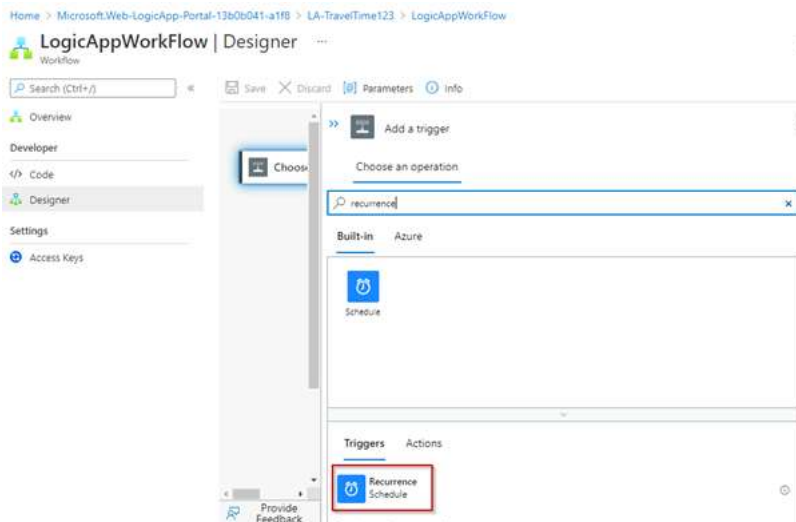 Home > Microsoft.Web-LogicApp-Portal-13b0b041-a1f8 > LA-TravelTime123 > LogicAppWorkFlow
LogicAppWorkFlow | Designer ...
Workflow
Search (Ctrl+/) «
Save Discard [@] Parameters Info
Overview
Developer
</> Code
Designer
Settings
Access Keys
Choose
Provide
Feedback
» Add a trigger
Choose an operation
recurrence
Built-in Azure
Schedule
Triggers Actions
Recurrence
Schedule